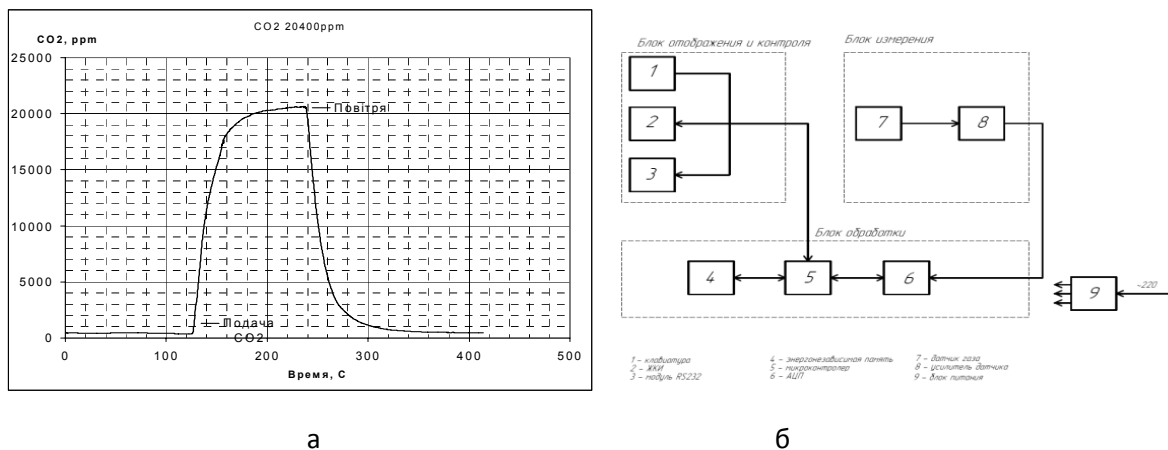 CO2 20400ppm
CO2, ppm
25000
20000
15000
10000
5000
0
0
100
200
300
400
500
Повітря
Подача
CO2
Время, С
а
Блок отображения и контроля
1
2
3
Блок измерения
7
8
Блок обработки
4
5
6
9
~220
1 – клавиатура
2 – ЖКИ
3 – модуль RS232
4 – энергонезависимая память
5 – микроконтролер
6 – АЦП
7 – датчик газа
8 – усилитель датчика
9 – блок питания
б